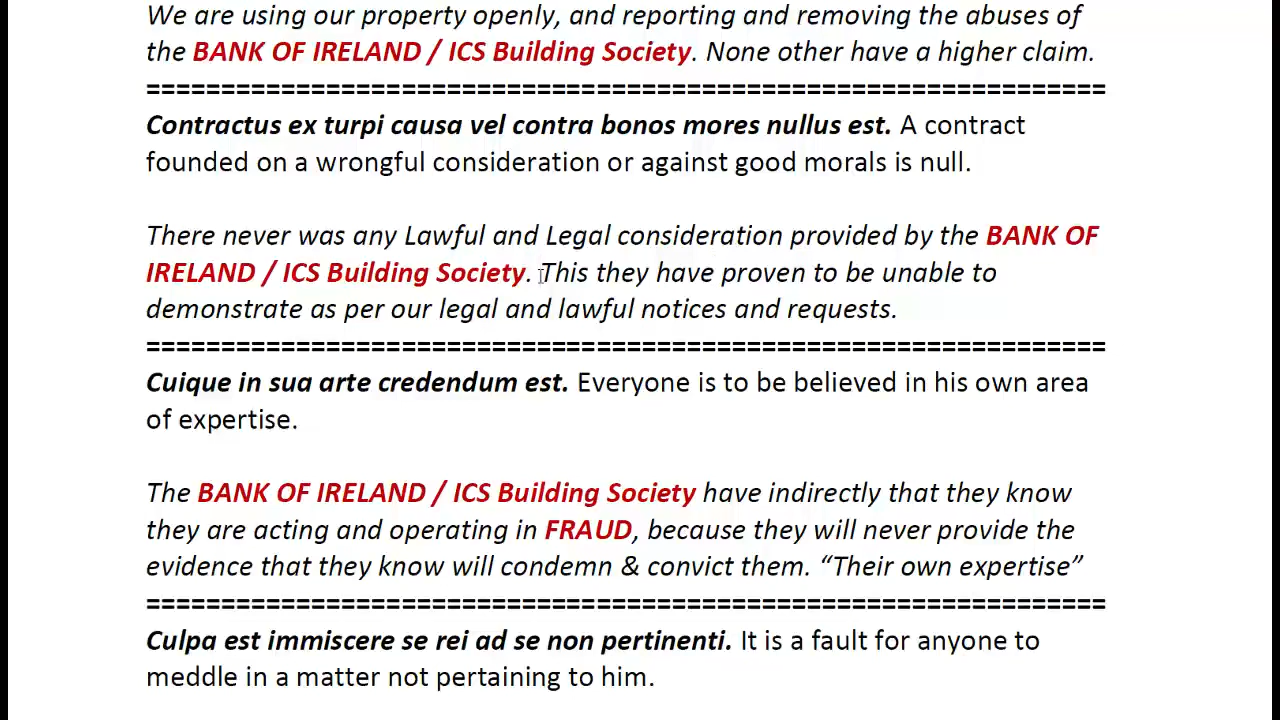 We are using our property openly, and reporting and removing the abuses of
the BANK OF IRELAND / ICS Building Society. None other have a higher claim.
================================================================
Contractus ex turpi causa vel contra bonos mores nullus est. A contract
founded on a wrongful consideration or against good morals is null.
There never was any Lawful and Legal consideration provided by the BANK OF
IRELAND / ICS Building Society. This they have proven to be unable to
demonstrate as per our legal and lawful notices and requests.
================================================================
Cuique in sua arte credendum est. Everyone is to be believed in his own area
of expertise.
The BANK OF IRELAND / ICS Building Society have indirectly that they know
they are acting and operating in FRAUD, because they will never provide the
evidence that they know will condemn & convict them. “Their own expertise”
================================================================
Culpa est immiscere se rei ad se non pertinenti. It is a fault for anyone to
meddle in a matter not pertaining to him.